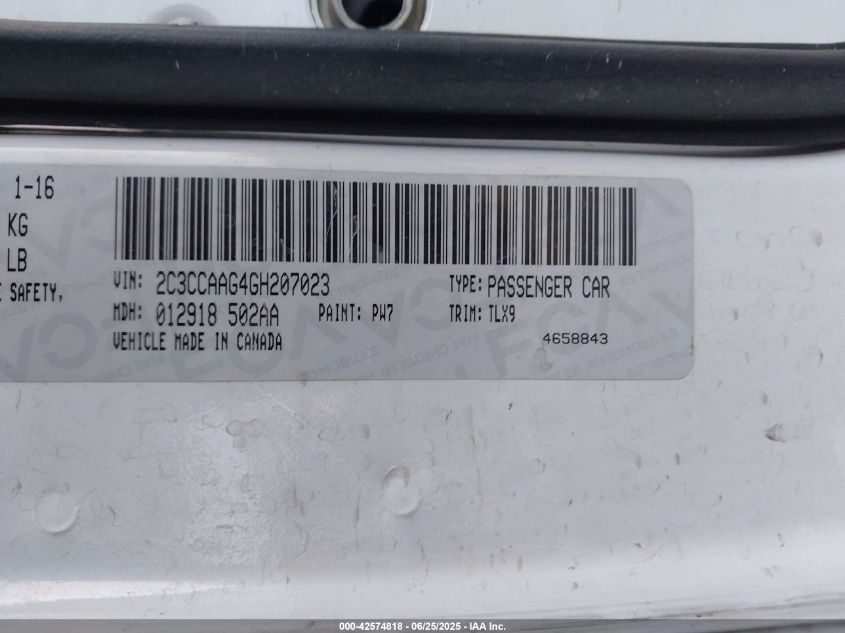 1-16
KG
LB
SAFETY,
VIN: 2C3CCAAG4GH207023 TYPE: PASSENGER CAR
MDH: 012918 502AA PAINT: PW7 TRIM: TLX9
VEHICLE MADE IN CANADA 4658843
000-42574818 - 06/25/2025 - IAA Inc.